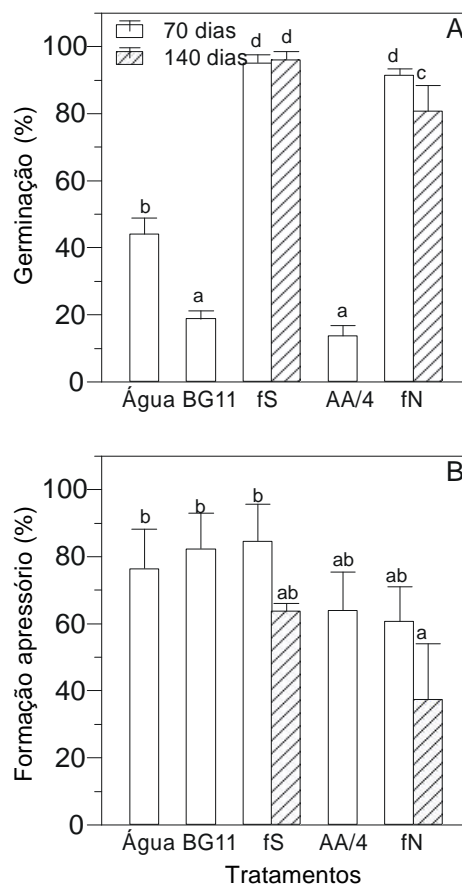 A
70 dias
140 dias
Germinação (%)
100
80
60
40
20
0
b
a
d d
a
d
c
Água BG11 fS AA/4 fN
B
Formação apressório (%)
100
80
60
40
20
0
b
b
b
ab
ab
ab
a
Água BG11 fS AA/4 fN
Tratamentos